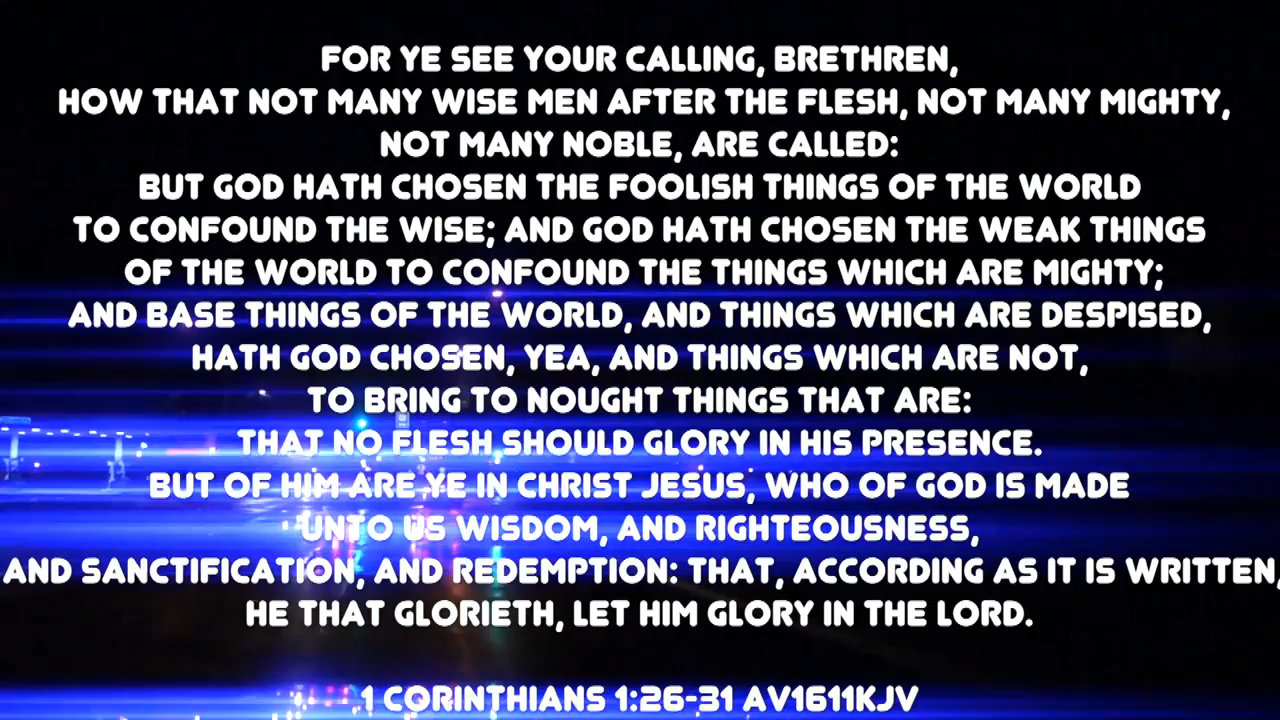 FOR YE SEE YOUR CALLING, BRETHREN,
HOW THAT NOT MANY WISE MEN AFTER THE FLESH, NOT MANY MIGHTY,
NOT MANY NOBLE, ARE CALLED:
BUT GOD HATH CHOSEN THE FOOLISH THINGS OF THE WORLD
TO CONFOUND THE WISE; AND GOD HATH CHOSEN THE WEAK THINGS
OF THE WORLD TO CONFOUND THE THINGS WHICH ARE MIGHTY;
AND BASE THINGS OF THE WORLD, AND THINGS WHICH ARE DESPISED,
HATH GOD CHOSEN, YEA, AND THINGS WHICH ARE NOT,
TO BRING TO NOUGHT THINGS THAT ARE:
THAT NO FLESH SHOULD GLORY IN HIS PRESENCE.
BUT OF HIM ARE YE IN CHRIST JESUS, WHO OF GOD IS MADE
UNTO US WISDOM, AND RIGHTEOUSNESS,
AND SANCTIFICATION, AND REDEMPTION: THAT, ACCORDING AS IT IS WRITTEN,
HE THAT GLORIETH, LET HIM GLORY IN THE LORD.
1 CORINTHIANS 1:26-31 AV1611KJV